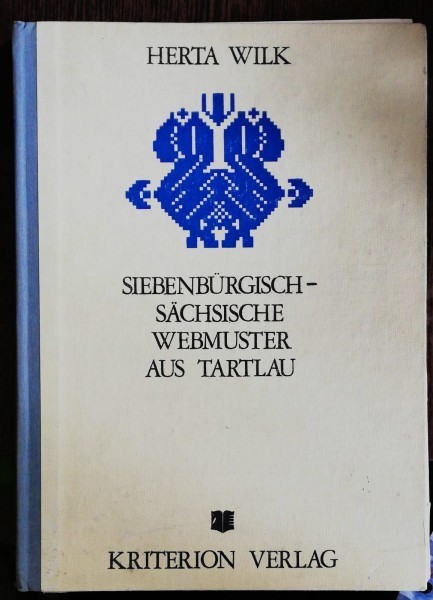 HERTA WILK
SIEBENBÜRGISCH-
SÄCHSISCHE
WEBMUSTER
AUS TARTLAU
KRITERION VERLAG